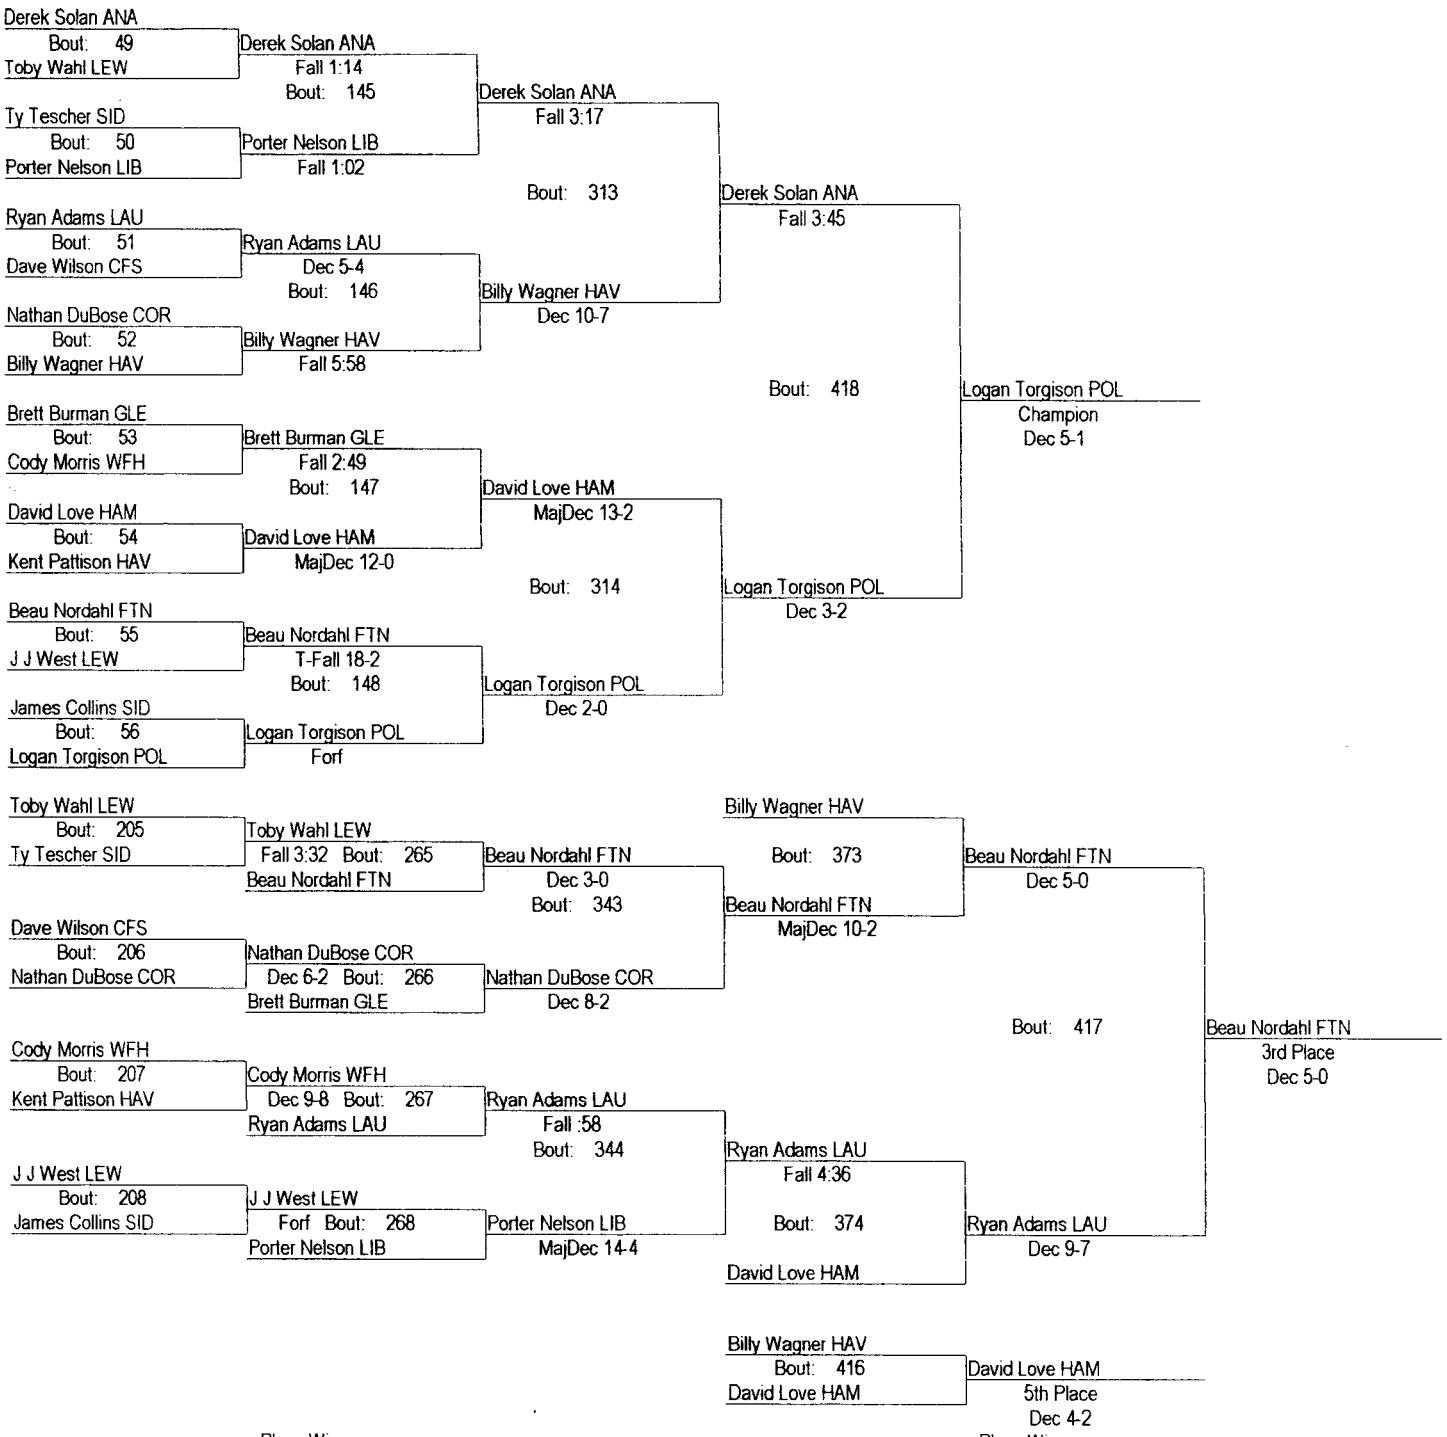 Derek Solan ANA
Bout: 49
Toby Wahl LEW
Derek Solan ANA
Fall 1:14
Bout: 145
Ty Tescher SID
Bout: 50
Porter Nelson LIB
Porter Nelson LIB
Fall 1:02
Derek Solan ANA
Fall 3:17
Bout: 313
Ryan Adams LAU
Bout: 51
Dave Wilson CFS
Ryan Adams LAU
Dec 5-4
Bout: 146
Nathan DuBose COR
Bout: 52
Billy Wagner HAV
Billy Wagner HAV
Fall 5:58
Billy Wagner HAV
Dec 10-7
Derek Solan ANA
Fall 3:45
Bout: 418
Brett Burman GLE
Bout: 53
Cody Morris WFH
Brett Burman GLE
Fall 2:49
Bout: 147
David Love HAM
Bout: 54
Kent Pattison HAV
David Love HAM
MajDec 12-0
David Love HAM
MajDec 13-2
Bout: 314
Beau Nordahl FTN
Bout: 55
J J West LEW
Beau Nordahl FTN
T-Fall 18-2
Bout: 148
James Collins SID
Bout: 56
Logan Torgison POL
Logan Torgison POL
Forf
Logan Torgison POL
Dec 2-0
Logan Torgison POL
Dec 3-2
Logan Torgison POL
Champion
Dec 5-1
Toby Wahl LEW
Bout: 205
Ty Tescher SID
Toby Wahl LEW
Fall 3:32 Bout: 265
Beau Nordahl FTN
Beau Nordahl FTN
Dec 3-0
Bout: 343
Dave Wilson CFS
Bout: 206
Nathan DuBose COR
Nathan DuBose COR
Dec 6-2 Bout: 266
Brett Burman GLE
Nathan DuBose COR
Dec 8-2
Billy Wagner HAV
Bout: 373
Beau Nordahl FTN
MajDec 10-2
Beau Nordahl FTN
Dec 5-0
Bout: 417
Cody Morris WFH
Bout: 207
Kent Pattison HAV
Cody Morris WFH
Dec 9-8 Bout: 267
Ryan Adams LAU
Ryan Adams LAU
Fall :58
Bout: 344
J J West LEW
Bout: 208
James Collins SID
J J West LEW
Forf Bout: 268
Porter Nelson LIB
Porter Nelson LIB
MajDec 14-4
Ryan Adams LAU
Fall 4:36
Bout: 374
David Love HAM
Ryan Adams LAU
Dec 9-7
Beau Nordahl FTN
3rd Place
Dec 5-0
Billy Wagner HAV
Bout: 416
David Love HAM
David Love HAM
5th Place
Dec 4-2